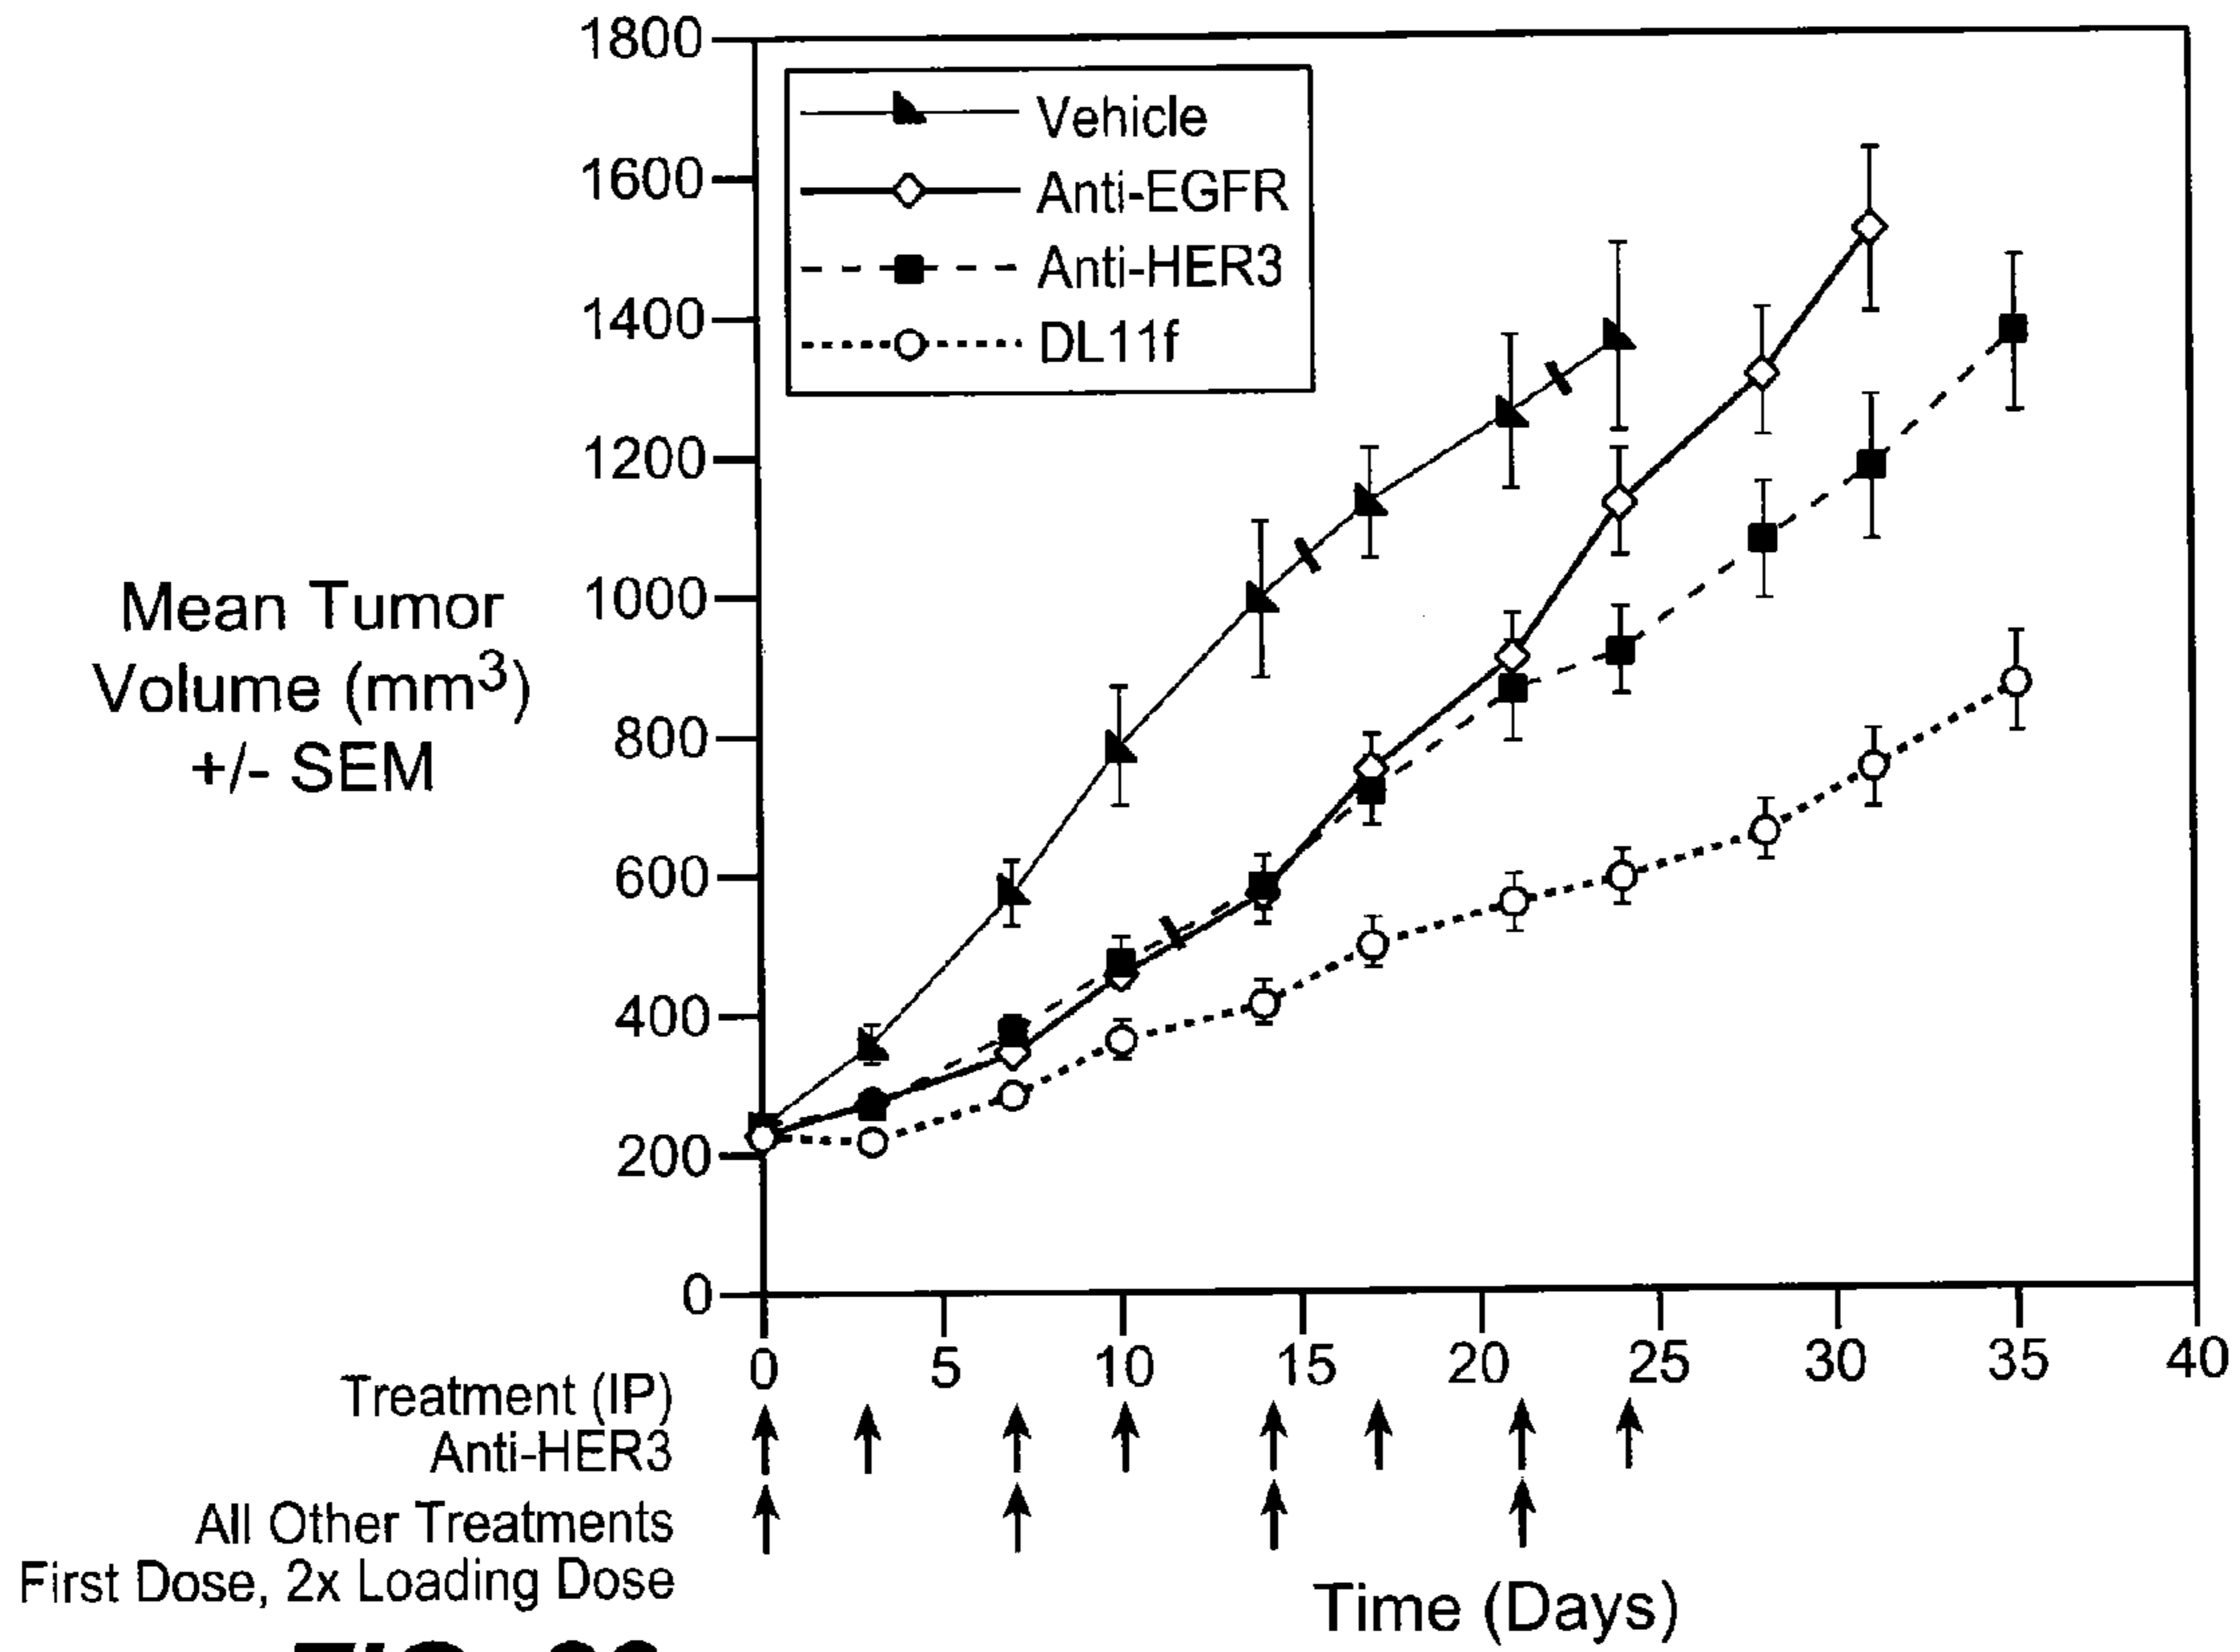 1800
1600
1400
1200
1000
800
600
400
200
0
Vehicle
Anti-EGFR
Anti-HER3
DL11f
Mean Tumor
Volume (mm³)
+/- SEM
0 5 10 15 20 25 30 35 40
Treatment (IP)
Anti-HER3
All Other Treatments
First Dose, 2x Loading Dose
Time (Days)